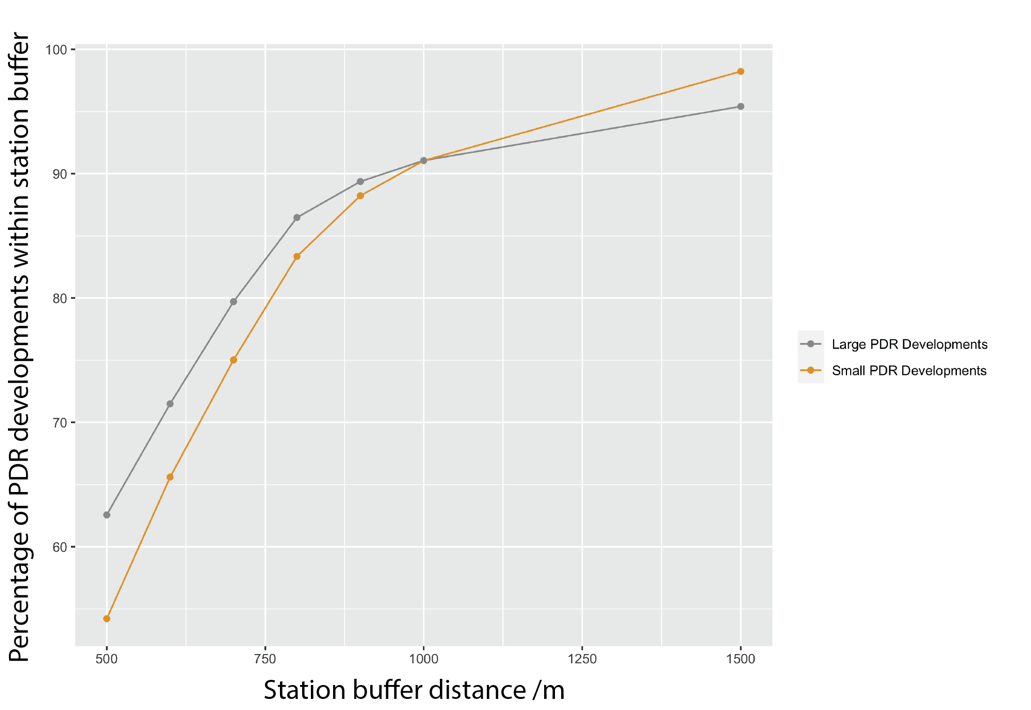 Percentage of PDR developments within station buffer
100
90
80
70
60
500 750 1000 1250 1500
Station buffer distance /m
Large PDR Developments
Small PDR Developments